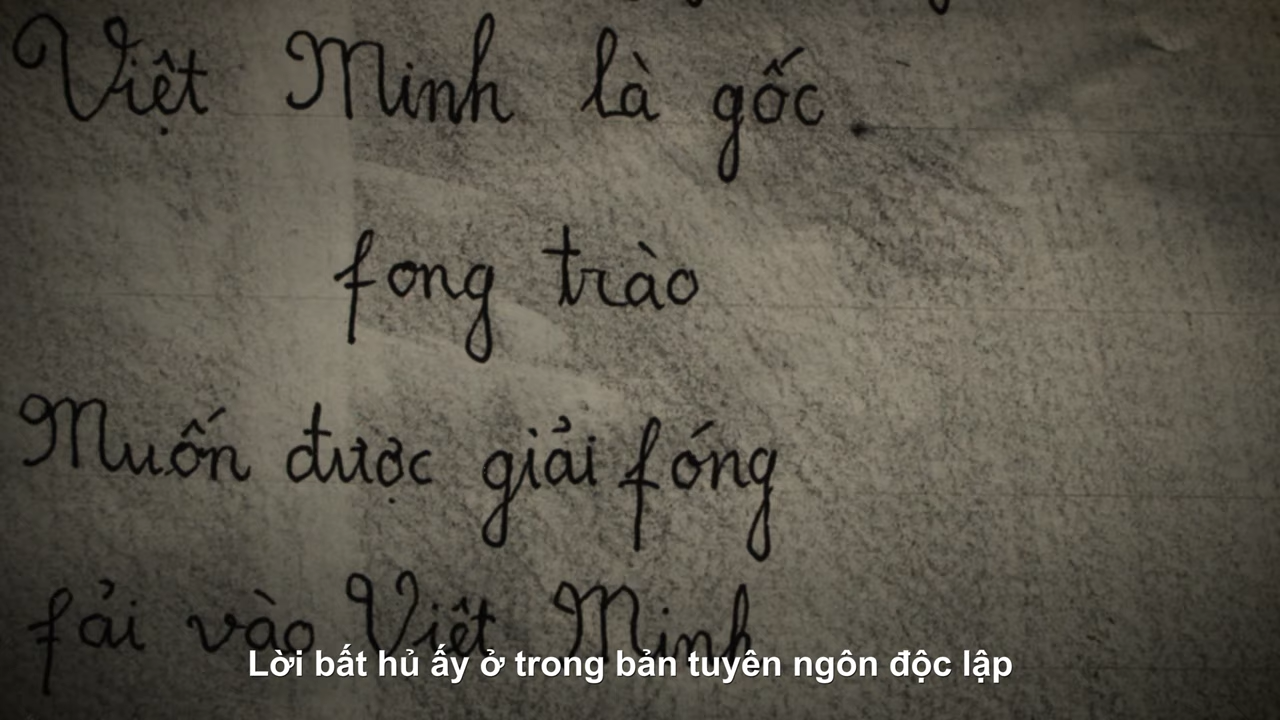 Việt Minh là gốc
fong trào
Muốn được giải fóng
fải vào Việt Minh
Lời bất hủ ấy ở trong bản tuyên ngôn độc lập